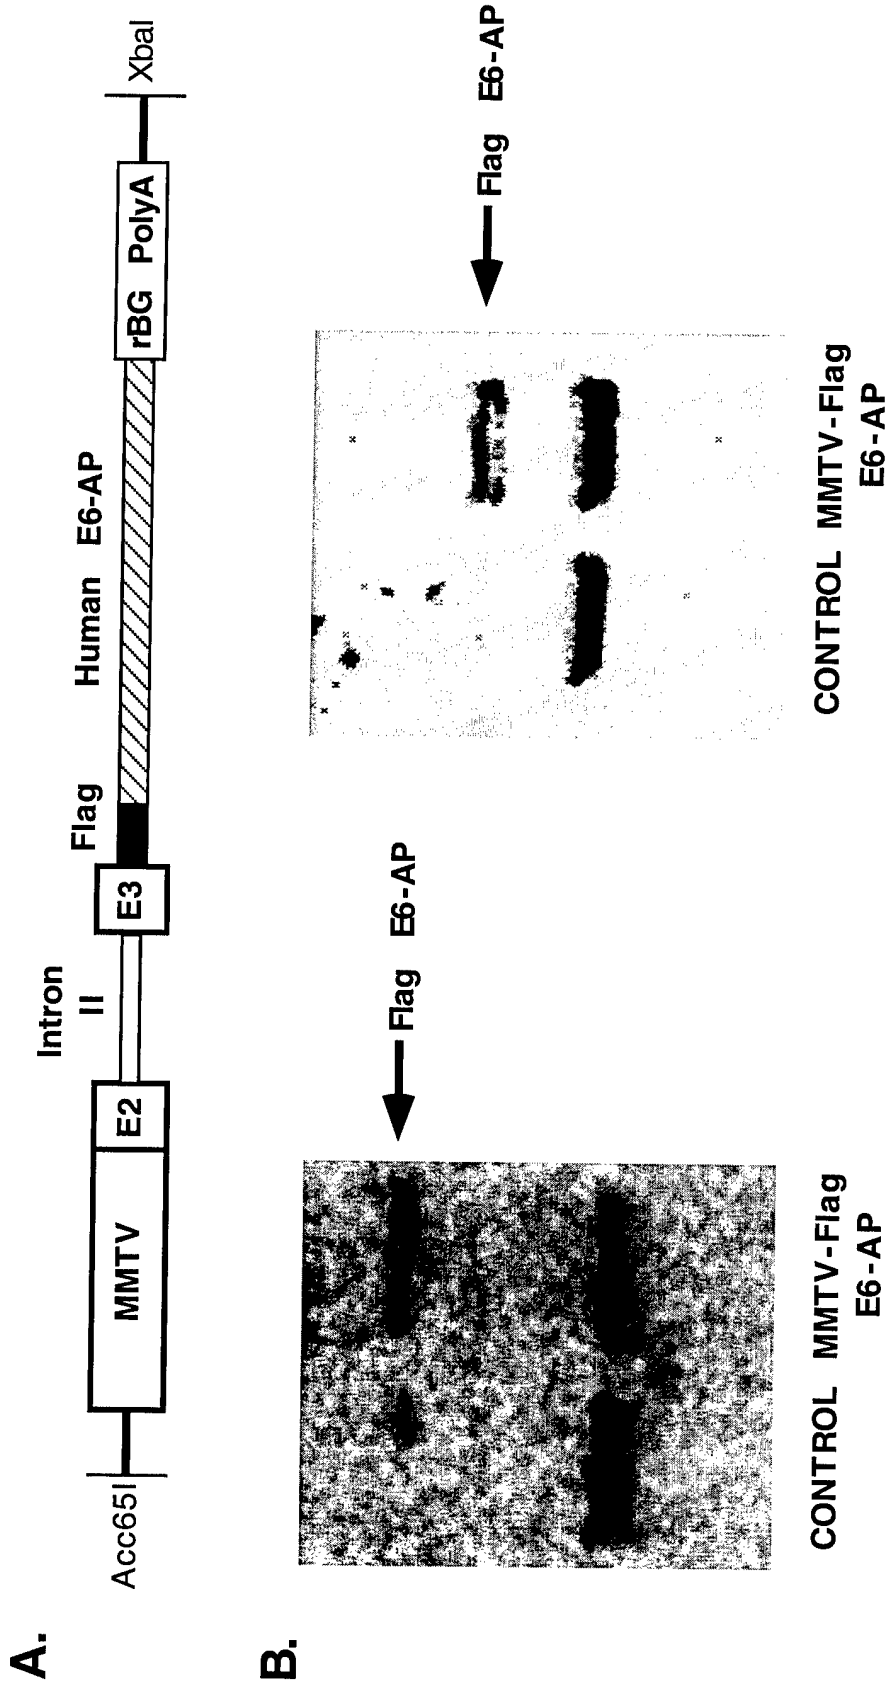 A.
Intron
II
Flag
Human E6-AP
Acc65I
MMTV
E2
E3
rBG PolyA
XbaI
B.
Flag E6-AP
Flag E6-AP
CONTROL MMTV-Flag
E6-AP
CONTROL MMTV-Flag
E6-AP